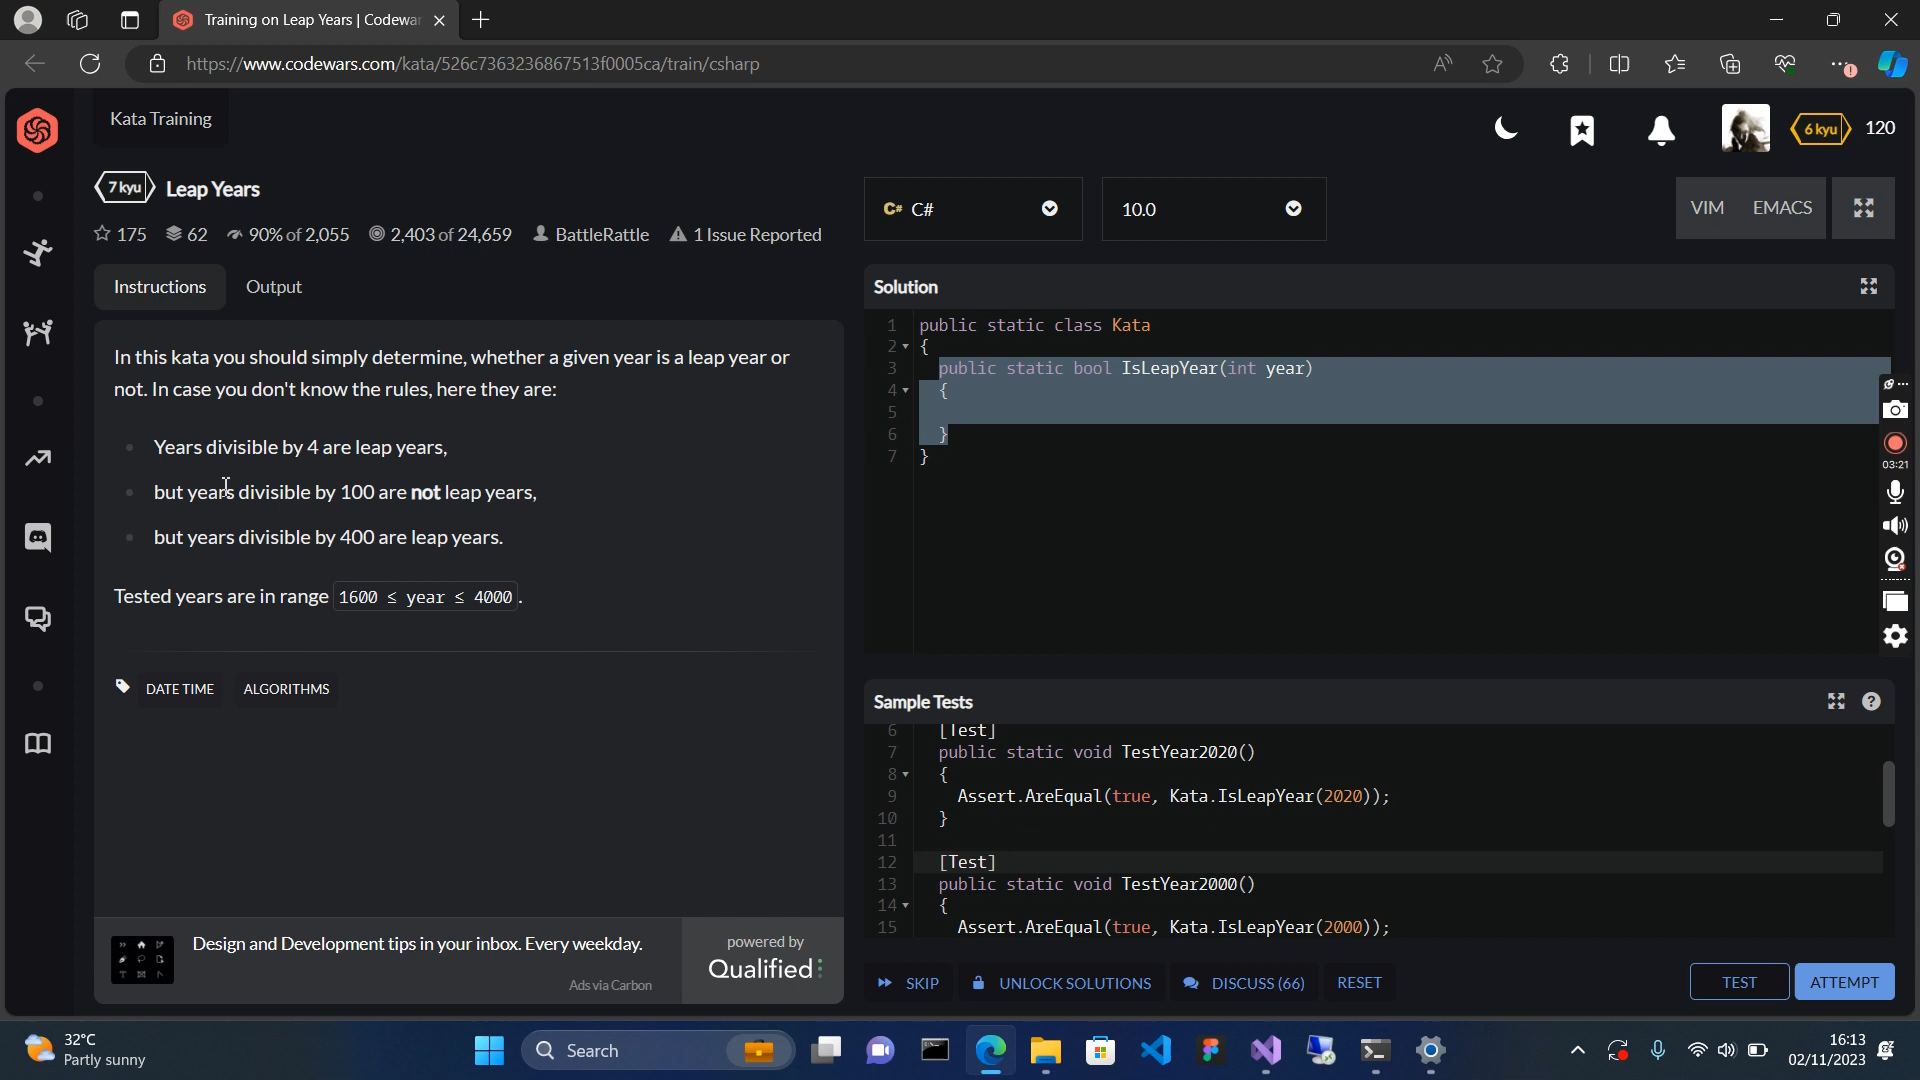 Training on Leap Years | Codewar
https://www.codewars.com/kata/526c7363236867513f0005ca/train/csharp
Kata Training
6 kyu 120
7 kyu Leap Years
175 62 90% of 2,055 2,403 of 24,659 BattleRattle 1 Issue Reported
C# C#
10.0
VIM EMACS
Instructions Output
In this kata you should simply determine, whether a given year is a leap year or
not. In case you don't know the rules, here they are:
Years divisible by 4 are leap years,
but years divisible by 100 are not leap years,
but years divisible by 400 are leap years.
Tested years are in range 1600 ≤ year ≤ 4000.
DATE TIME ALGORITHMS
Design and Development tips in your inbox. Every weekday.
Ads via Carbon
powered by
Qualified
Solution
1 public static class Kata
2 {
3 public static bool IsLeapYear(int year)
4 {
5
6 }
7 }
03:21
Sample Tests
6 [Test]
7 public static void TestYear2020()
8 {
9 Assert.AreEqual(true, Kata.IsLeapYear(2020));
10 }
11
12 [Test]
13 public static void TestYear2000()
14 {
15 Assert.AreEqual(true, Kata.IsLeapYear(2000));
SKIP UNLOCK SOLUTIONS DISCUSS (66) RESET TEST ATTEMPT
32°C
Partly sunny
Search
16:13
02/11/2023